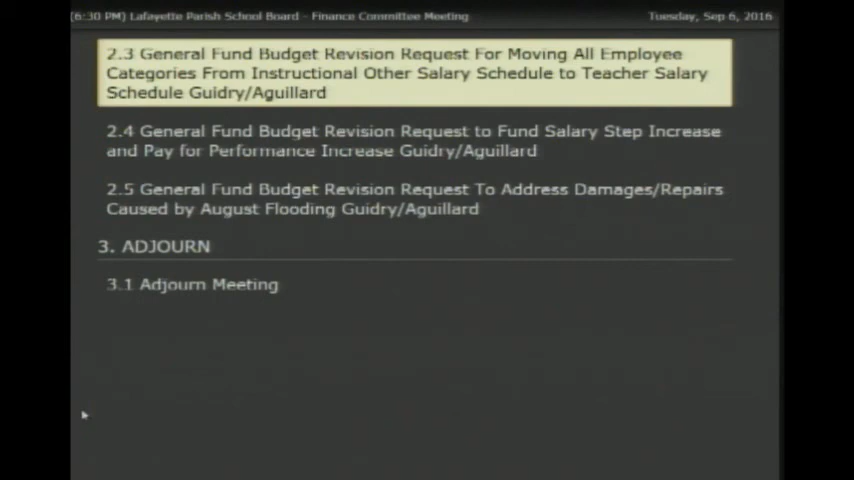 (6:30 PM) Lafayette Parish School Board - Finance Committee Meeting
Tuesday, Sep 6, 2016
2.3 General Fund Budget Revision Request For Moving All Employee
Categories From Instructional Other Salary Schedule to Teacher Salary
Schedule Guidry/Aguillard
2.4 General Fund Budget Revision Request to Fund Salary Step Increase
and Pay for Performance Increase Guidry/Aguillard
2.5 General Fund Budget Revision Request To Address Damages/Repairs
Caused by August Flooding Guidry/Aguillard
3. ADJOURN
3.1 Adjourn Meeting